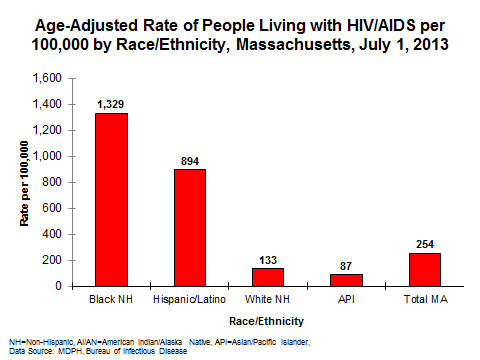 Age-Adjusted Rate of People Living with HIV/AIDS per
100,000 by Race/Ethnicity, Massachusetts, July 1, 2013
Rate per 100,000
1,600
1,400
1,200
1,000
800
600
400
200
0
1,329
894
133
87
254
Black NH
Hispanic/Latino
White NH
API
Total MA
Race/Ethnicity
NH=Non-Hispanic, AI/AN=American Indian/Alaska Native, API=Asian/Pacific Islander,
Data Source: MDPH, Bureau of Infectious Disease